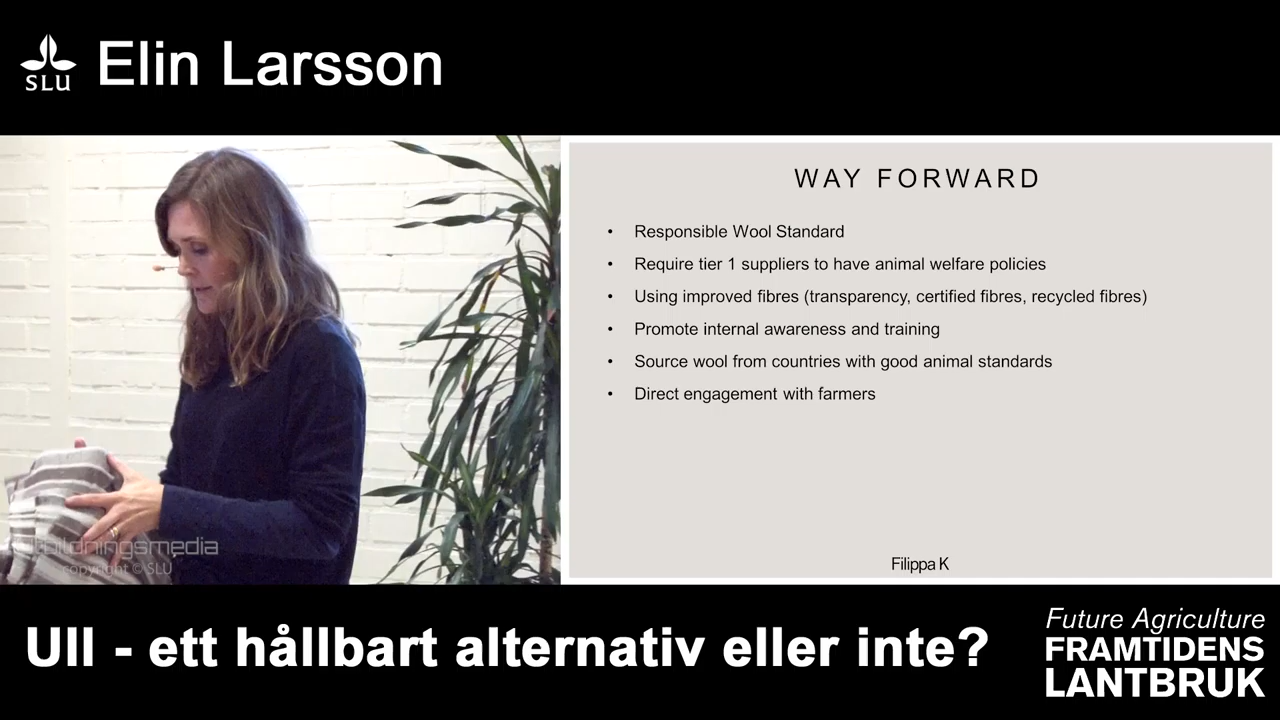 SLU
Elin Larsson
WAY FORWARD
• Responsible Wool Standard
• Require tier 1 suppliers to have animal welfare policies
• Using improved fibres (transparency, certified fibres, recycled fibres)
• Promote internal awareness and training
• Source wool from countries with good animal standards
• Direct engagement with farmers
Filippa K
copyright © SLU
Ull - ett hållbart alternativ eller inte?
Future Agriculture
FRAMTIDENS
LANTBRUK